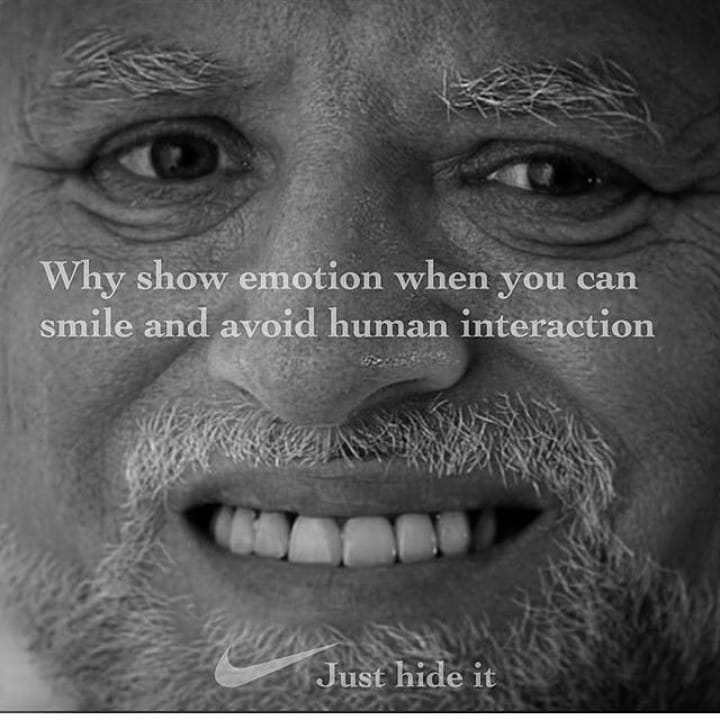 Why show emotion when you can
smile and avoid human interaction
Just hide it